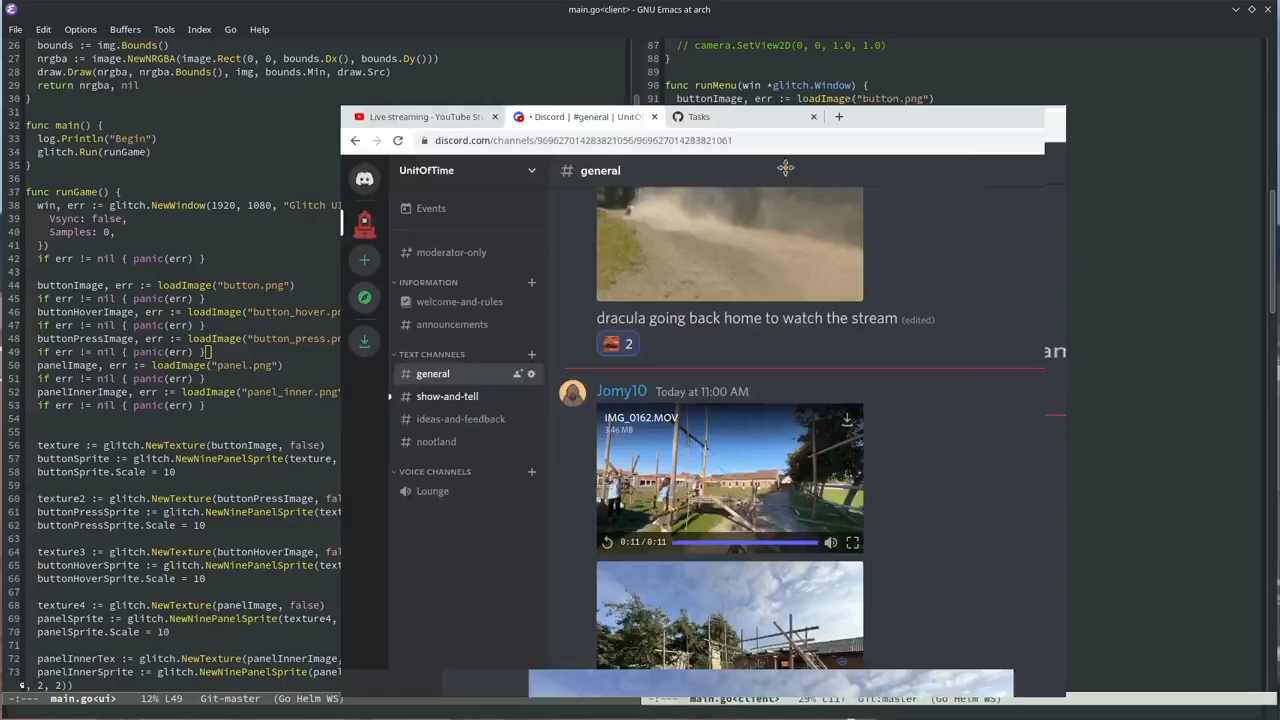 main.go<client> - GNU Emacs at arch
File Edit Options Buffers Tools Index Go Help
26 bounds := img.Bounds()
27 nrgba := image.NewNRGBA(image.Rect(0, 0, bounds.Dx(), bounds.Dy()))
28 draw.Draw(nrgba, nrgba.Bounds(), img, bounds.Min, draw.Src)
29 return nrgba, nil
30 }
31
32 func main() {
33 log.Println("Begin")
34 glitch.Run(runGame)
35 }
36
37 func runGame() {
38 win, err := glitch.NewWindow(1920, 1080, "Glitch UI
39 Vsync: false,
40 Samples: 0,
41 })
42 if err != nil { panic(err) }
43
44 buttonImage, err := loadImage("button.png")
45 if err != nil { panic(err) }
46 buttonHoverImage, err := loadImage("button_hover.pn
47 if err != nil { panic(err) }
48 buttonPressImage, err := loadImage("button_press.pn
49 if err != nil { panic(err) }
50 panelImage, err := loadImage("panel.png")
51 if err != nil { panic(err) }
52 panelInnerImage, err := loadImage("panel_inner.png"
53 if err != nil { panic(err) }
54
55
56 texture := glitch.NewTexture(buttonImage, false)
57 buttonSprite := glitch.NewNinePanelSprite(texture,
58 buttonSprite.Scale = 10
59
60 texture2 := glitch.NewTexture(buttonPressImage, fal
61 buttonPressSprite := glitch.NewNinePanelSprite(text
62 buttonPressSprite.Scale = 10
63
64 texture3 := glitch.NewTexture(buttonHoverImage, fal
65 buttonHoverSprite := glitch.NewNinePanelSprite(text
66 buttonHoverSprite.Scale = 10
67
68 texture4 := glitch.NewTexture(panelImage, false)
69 panelSprite := glitch.NewNinePanelSprite(texture4,
70 panelSprite.Scale = 10
71
72 panelInnerTex := glitch.NewTexture(panelInnerImage,
73 panelInnerSprite := glitch.NewNinePanelSprite(panel
, 2, 2))
-:--- main.go<ui> 12% L49 Git-master (Go Helm WS)
87 // camera.SetView2D(0, 0, 1.0, 1.0)
88 }
89
90 func runMenu(win *glitch.Window) {
91 buttonImage, err := loadImage("button.png")
Live streaming - YouTube Stu
• Discord | #general | UnitO
Tasks
discord.com/channels/969627014283821056/969627014283821061
UnitOfTime
# general
Events
moderator-only
INFORMATION
welcome-and-rules
announcements
TEXT CHANNELS
general
show-and-tell
ideas-and-feedback
nootland
VOICE CHANNELS
Lounge
dracula going back home to watch the stream (edited)
2
Jomy10 Today at 11:00 AM
IMG_0162.MOV
3.46 MB
0:11/0:11
am
main.go<client> 29% L117 Git:master (Go Helm WS)